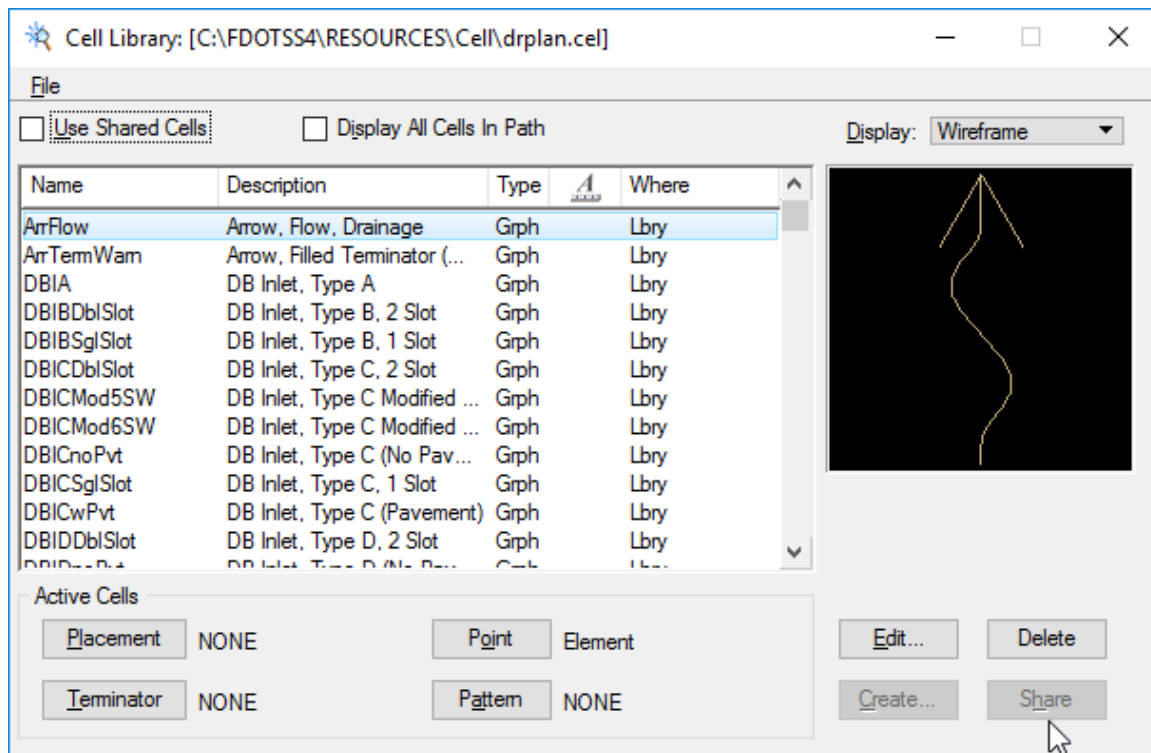 Cell Library: [C:\FDOTSS4\RESOURCES\Cell\drplan.cel]
File
Use Shared Cells Display All Cells In Path Display: Wireframe
Name Description Type A Where
ArrFlow Arrow, Flow, Drainage Grph Lbry
ArrTermWarn Arrow, Filled Terminator (... Grph Lbry
DBIA DB Inlet, Type A Grph Lbry
DBIBDblSlot DB Inlet, Type B, 2 Slot Grph Lbry
DBIBSglSlot DB Inlet, Type B, 1 Slot Grph Lbry
DBICDblSlot DB Inlet, Type C, 2 Slot Grph Lbry
DBICMod5SW DB Inlet, Type C Modified ... Grph Lbry
DBICMod6SW DB Inlet, Type C Modified ... Grph Lbry
DBICnoPvt DB Inlet, Type C (No Pav... Grph Lbry
DBICSglSlot DB Inlet, Type C, 1 Slot Grph Lbry
DBICwPvt DB Inlet, Type C (Pavement) Grph Lbry
DBIDDblSlot DB Inlet, Type D, 2 Slot Grph Lbry
Active Cells
Placement NONE Point Element Edit... Delete
Terminator NONE Pattern NONE Create... Share